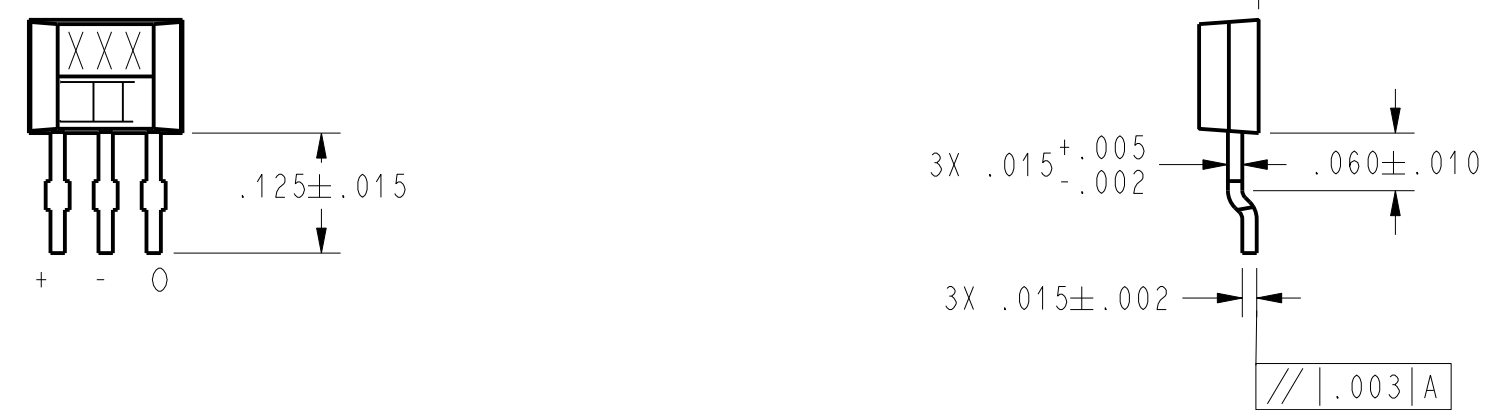 XXX
.125±.015
+ - O
3X .015 +.005 -.002
.060±.010
3X .015±.002
// .003 A